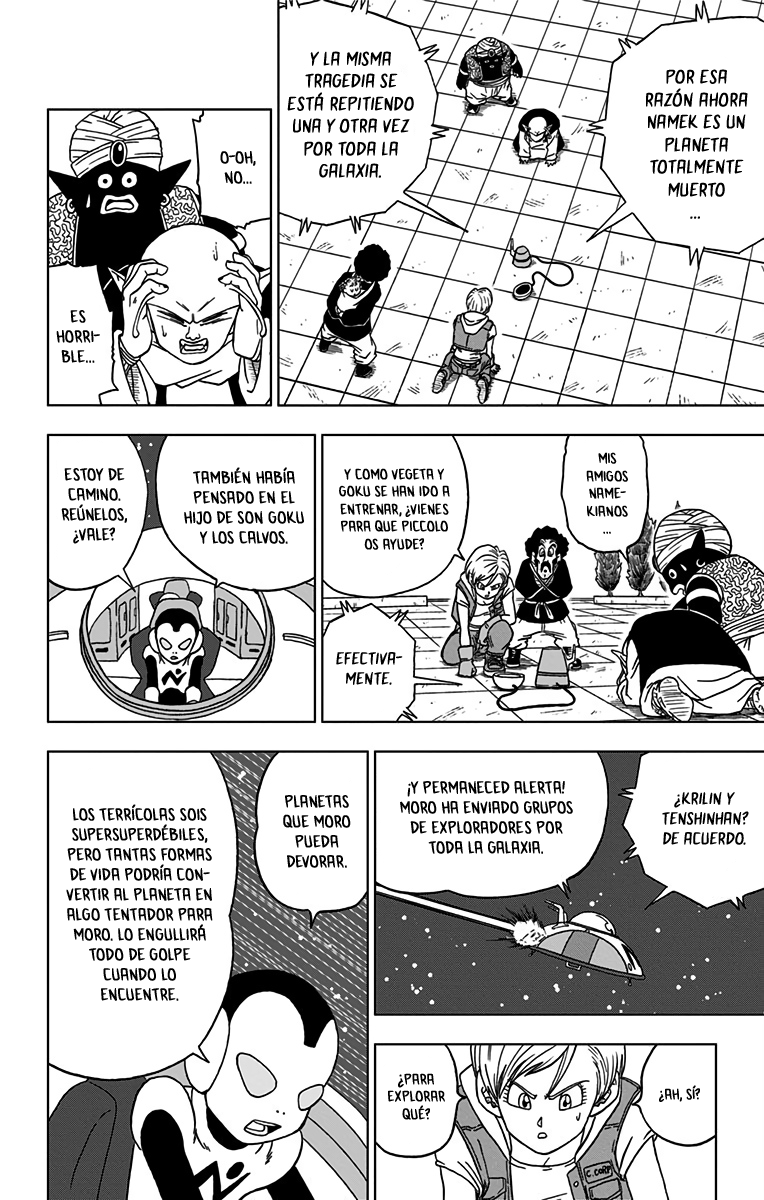 POR ESA
RAZÓN AHORA
NAMEK ES UN
PLANETA
TOTALMENTE
MUERTO
...
Y LA MISMA
TRAGEDIA SE
ESTÁ REPITIENDO
UNA Y OTRA VEZ
POR TODA LA
GALAXIA.
O-OH,
NO...
ES
HORRI-
BLE...
MIS
AMIGOS
NAME-
KIANOS
...
Y COMO VEGETA Y
GOKU SE HAN IDO A
ENTRENAR, ¿VIENES
PARA QUE PICCOLO
OS AYUDE?
EFECTIVA-
MENTE.
TAMBIÉN HABÍA
PENSADO EN EL
HIJO DE SON GOKU
Y LOS CALVOS.
ESTOY DE
CAMINO.
REÚNELOS,
¿VALE?
¿KRILIN Y
TENSHINHAN?
DE ACUERDO.
¡Y PERMANECED ALERTA!
MORO HA ENVIADO GRUPOS
DE EXPLORADORES POR
TODA LA GALAXIA.
¿AH, SÍ?
¿PARA
EXPLORAR
QUÉ?
C.CORP
PLANETAS
QUE MORO
PUEDA
DEVORAR.
LOS TERRÍCOLAS SOIS
SUPERSUPERDÉBILES,
PERO TANTAS FORMAS
DE VIDA PODRÍA CON-
VERTIR AL PLANETA EN
ALGO TENTADOR PARA
MORO. LO ENGULLIRÁ
TODO DE GOLPE
CUANDO LO
ENCUENTRE.